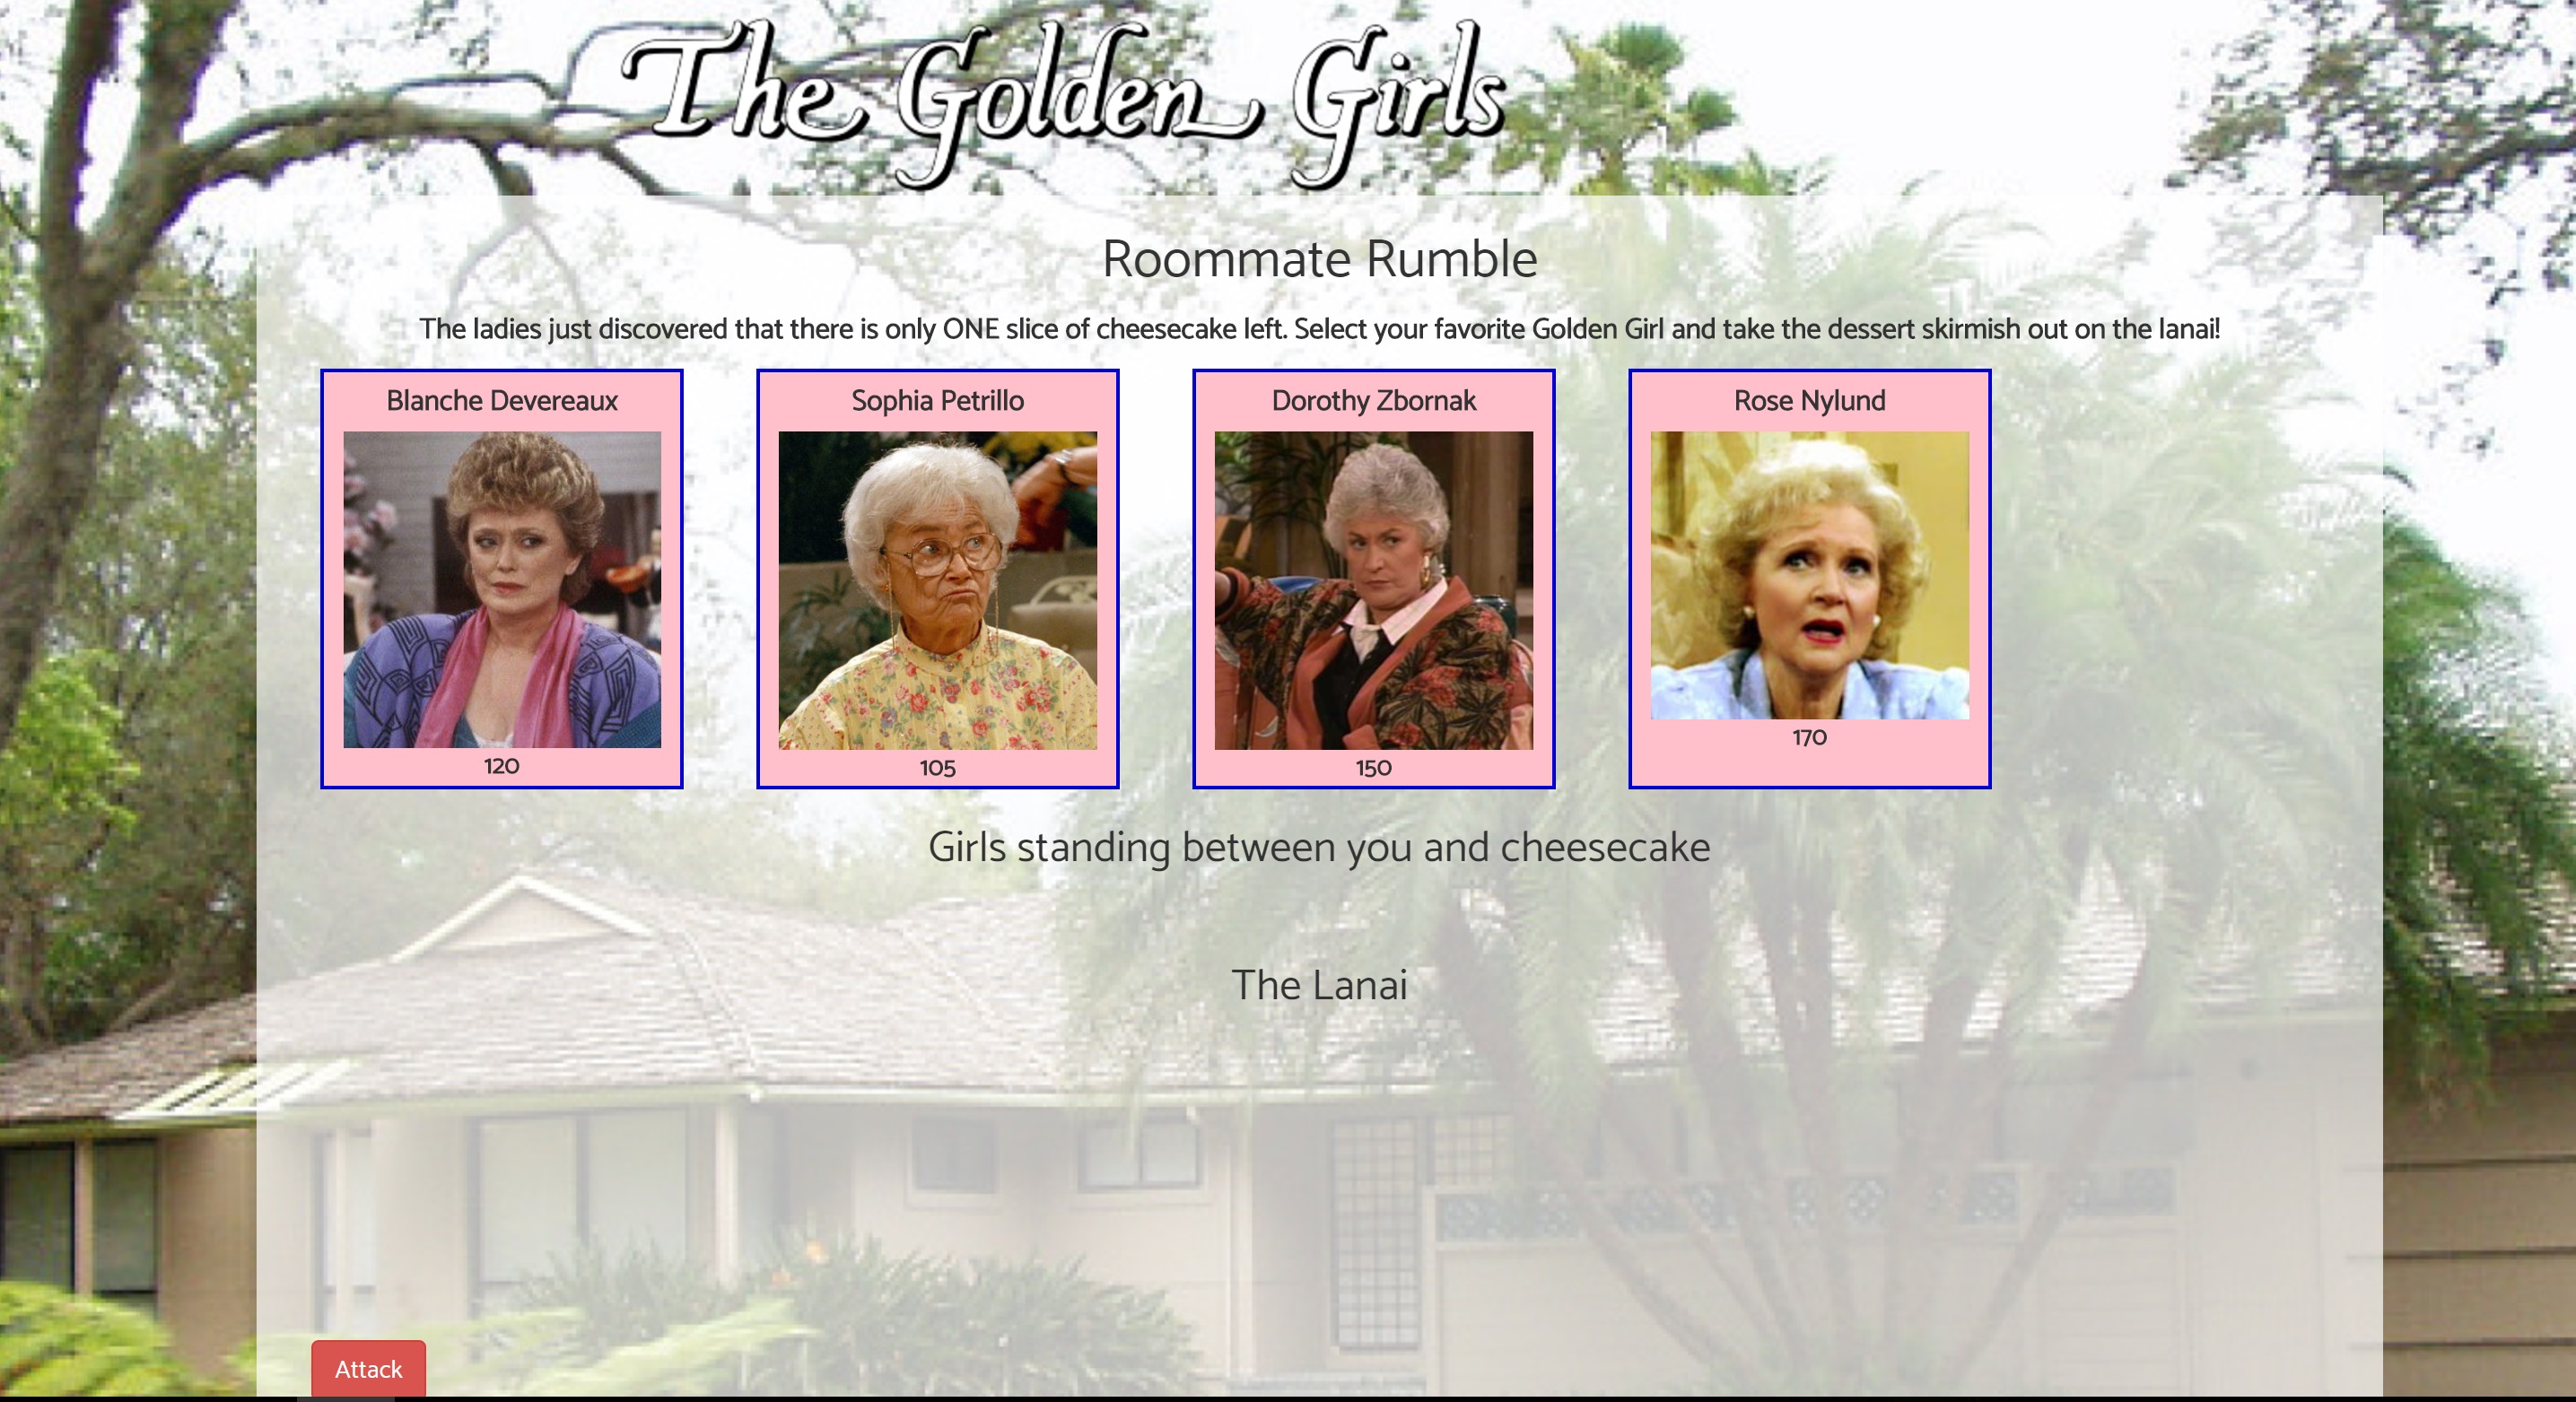 The Golden Girls
Roommate Rumble
The ladies just discovered that there is only ONE slice of cheesecake left. Select your favorite Golden Girl and take the dessert skirmish out on the lanai!
Blanche Devereaux
120
Sophia Petrillo
105
Dorothy Zbornak
150
Rose Nylund
170
Girls standing between you and cheesecake
The Lanai
Attack